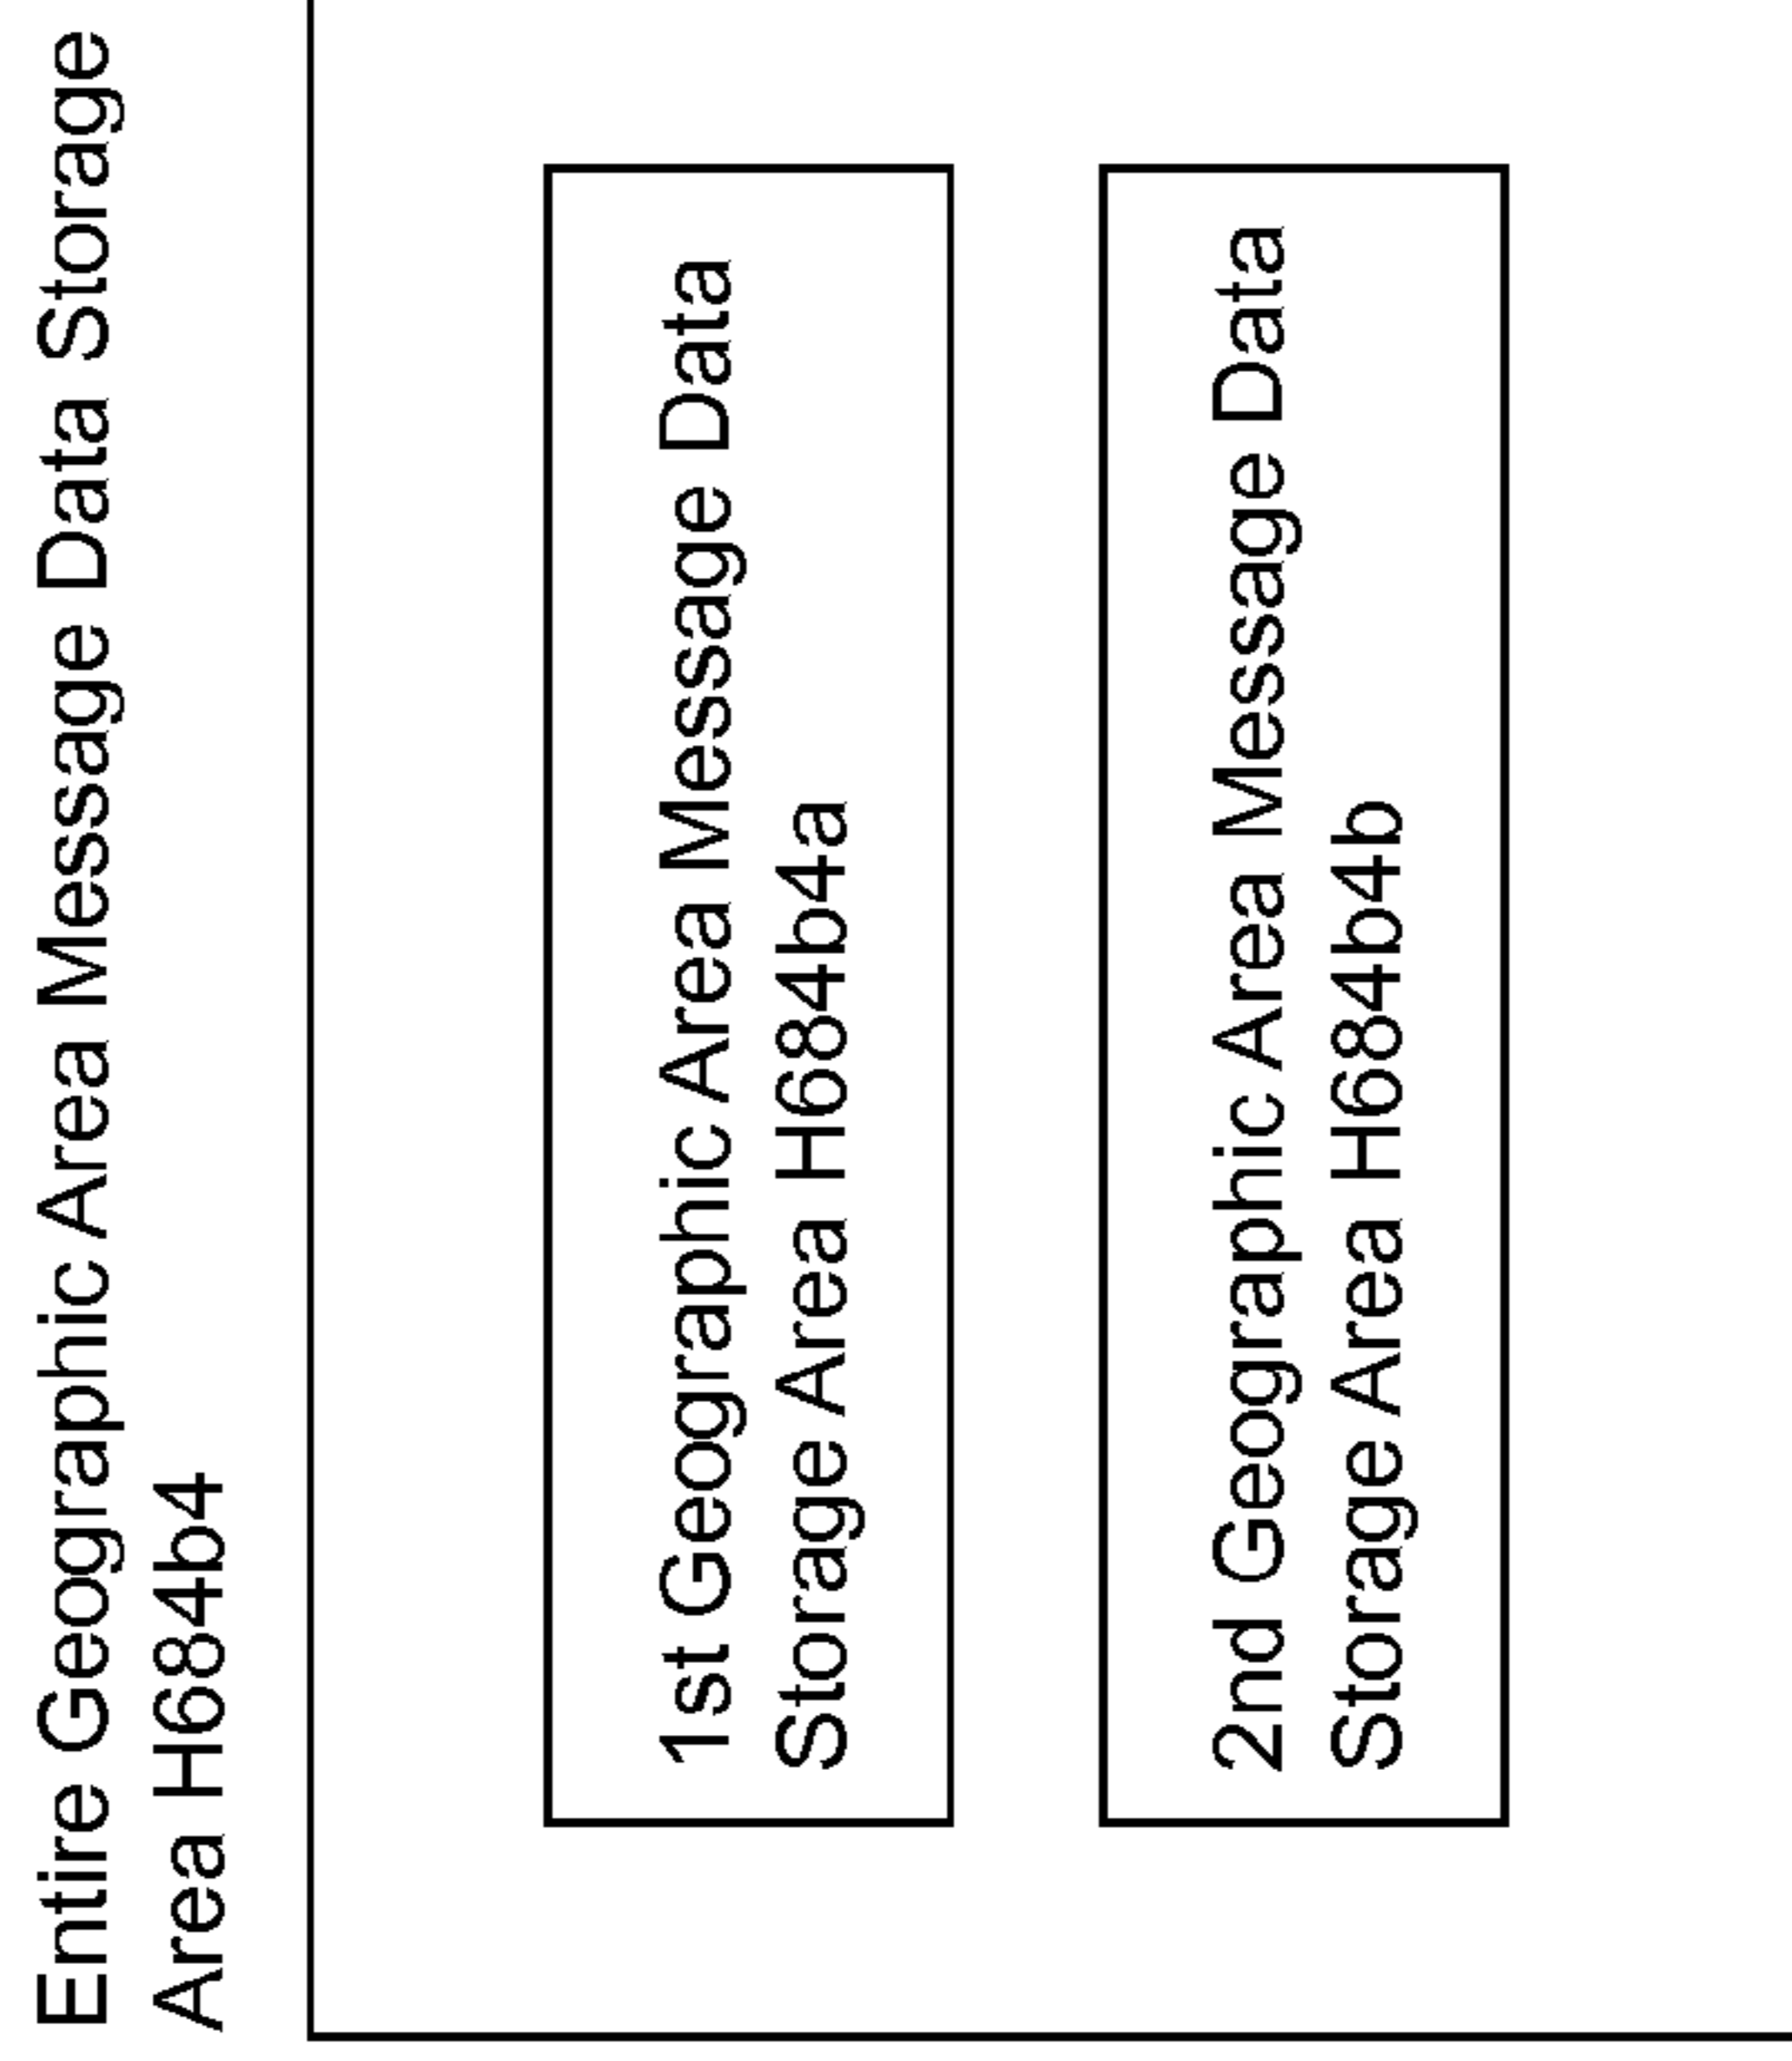 Entire Geographic Area Message Data Storage
Area H684b4
1st Geographic Area Message Data
Storage Area H684b4a
2nd Geographic Area Message Data
Storage Area H684b4b